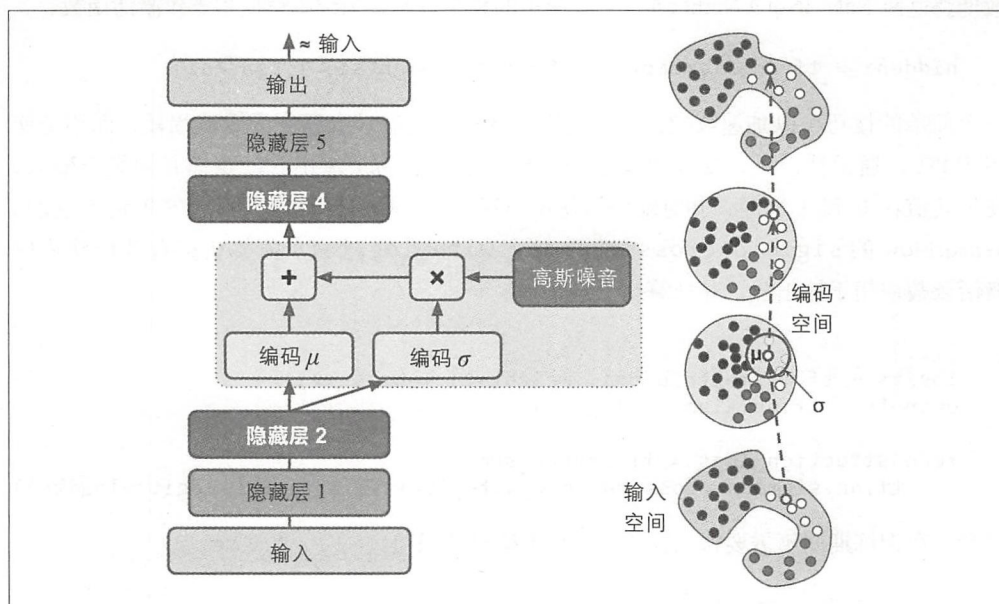 ≈ 输入
输出
隐藏层 5
隐藏层 4
+
×
高斯噪音
编码 μ
编码 σ
隐藏层 2
隐藏层 1
输入
编码
空间
μ
σ
输入
空间